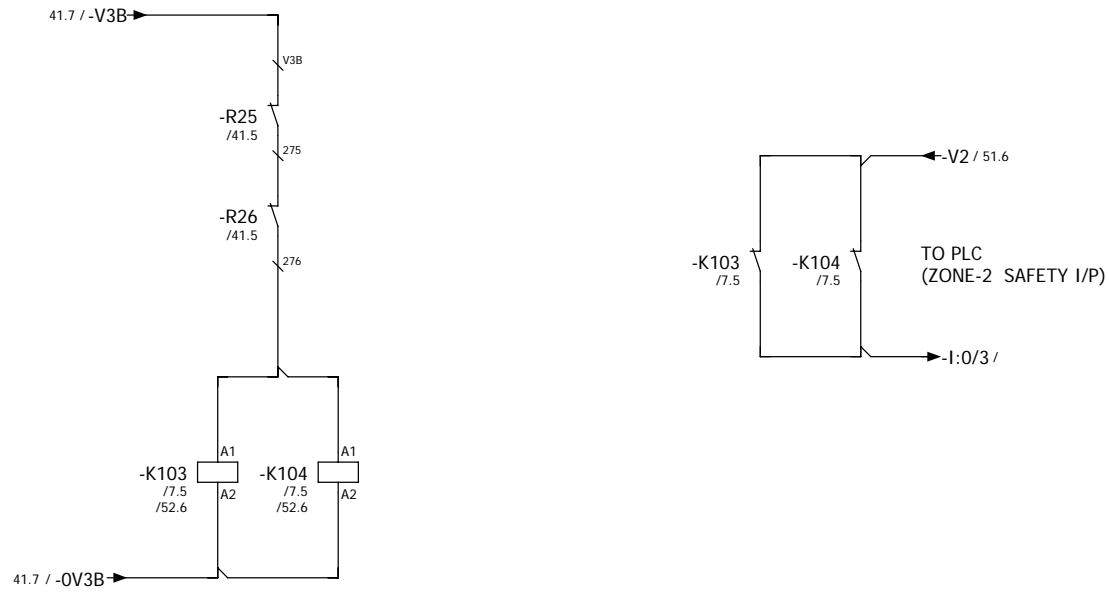 41.7 / -V3B
V3B
-R25
/41.5
275
-R26
/41.5
276
A1
-K103
/7.5
/52.6
A2
A1
-K104
/7.5
/52.6
A2
41.7 / -0V3B
-V2 / 51.6
-K103
/7.5
-K104
/7.5
TO PLC
(ZONE-2 SAFETY I/P)
-I:0/3 /